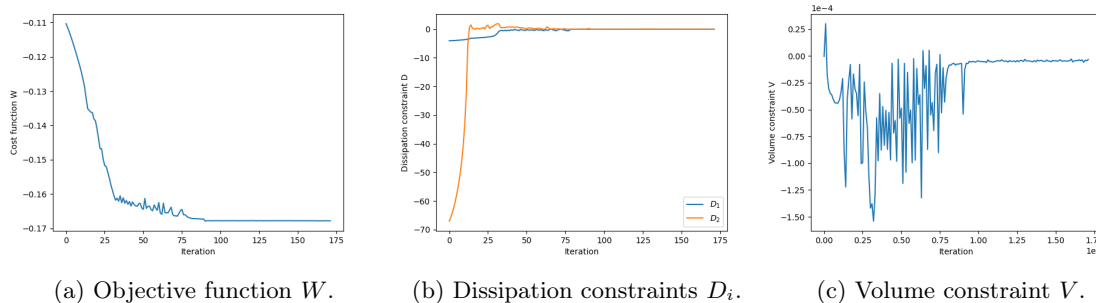 −0.11
−0.12
−0.13
−0.14
−0.15
−0.16
−0.17
Cost function W
0 25 50 75 100 125 150 175
Iteration
0
−10
−20
−30
−40
−50
−60
−70
Dissipation constraint D
D1
D2
0 25 50 75 100 125 150 175
Iteration
1e−4
0.25
0.00
−0.25
−0.50
−0.75
−1.00
−1.25
−1.50
Volume constraint V
0.00 0.25 0.50 0.75 1.00 1.25 1.50 1.7
Iteration
1e
(a) Objective function W.
(b) Dissipation constraints Di.
(c) Volume constraint V.